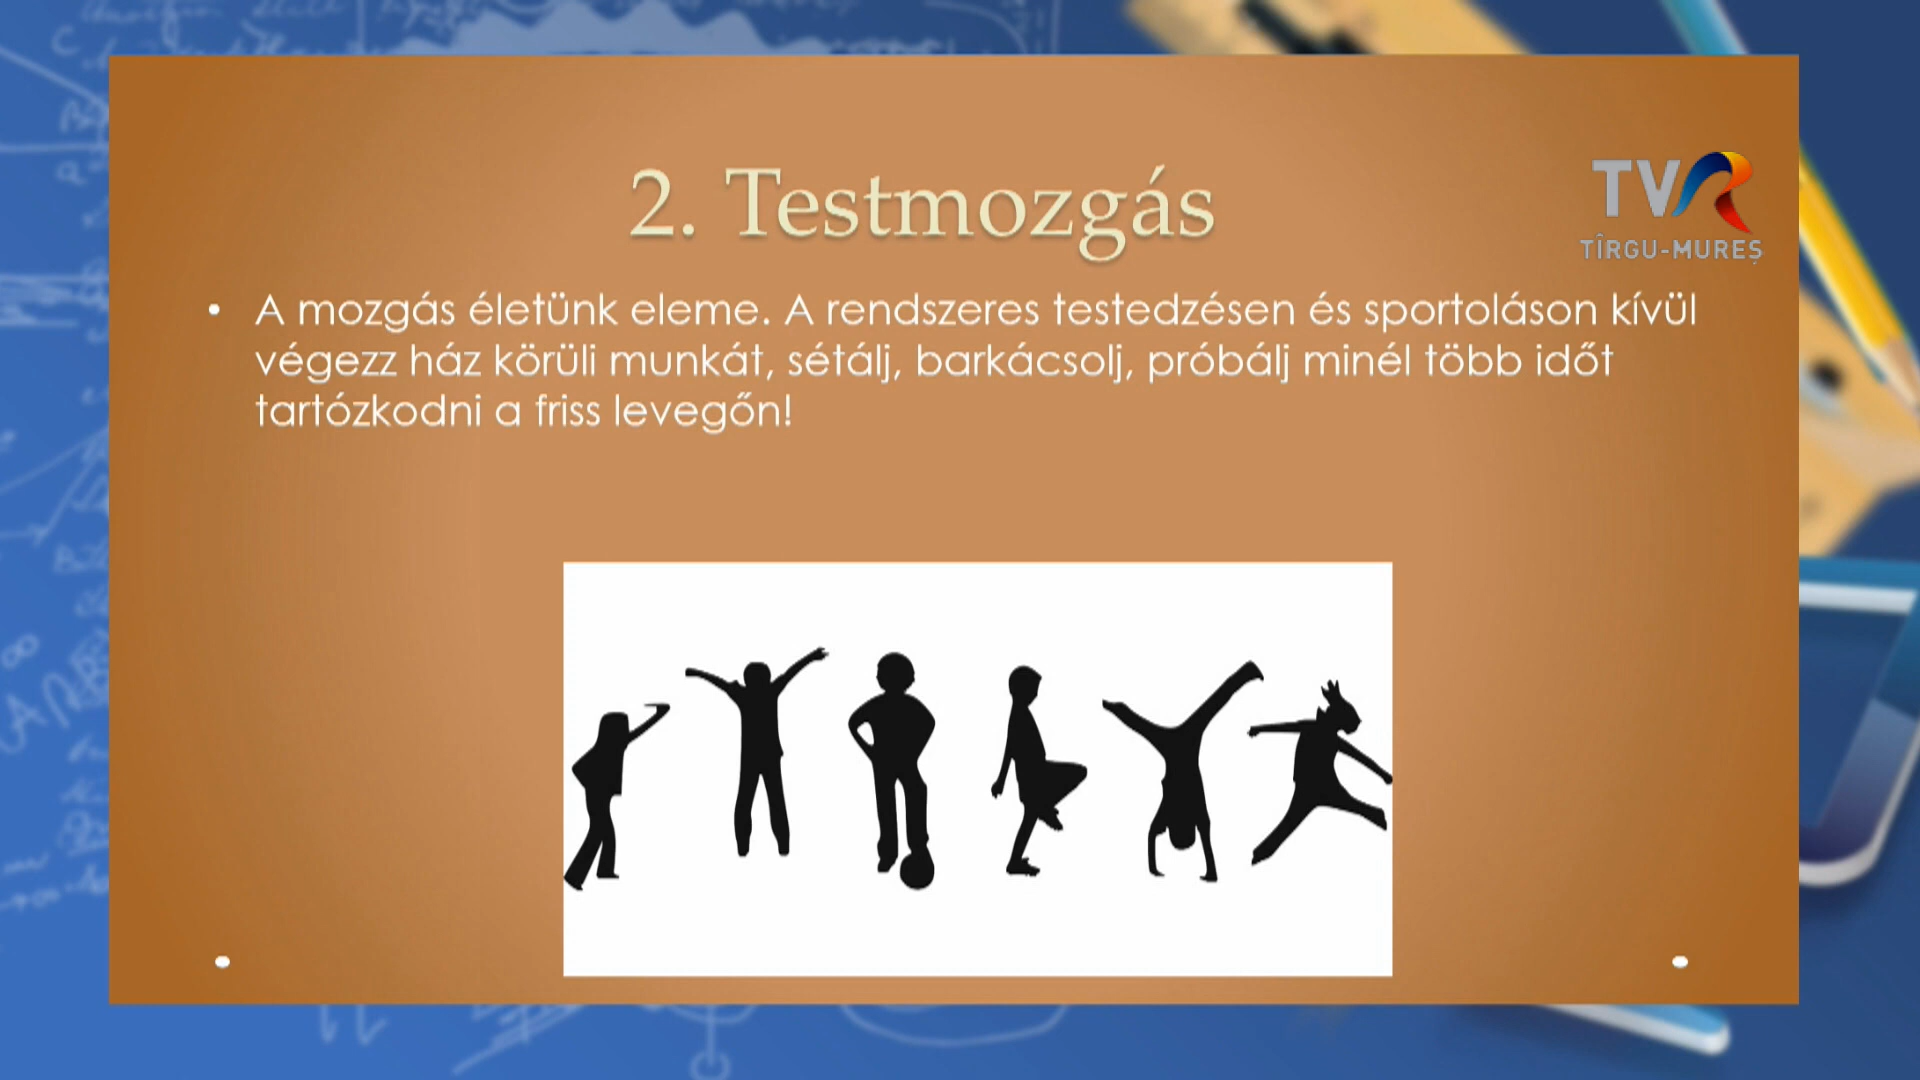 2. Testmozgás
TVR
TÎRGU-MUREȘ
• A mozgás életünk eleme. A rendszeres testedzésen és sportoláson kívül
végezz ház körüli munkát, sétálj, barkácsolj, próbálj minél több időt
tartózkodni a friss levegőn!